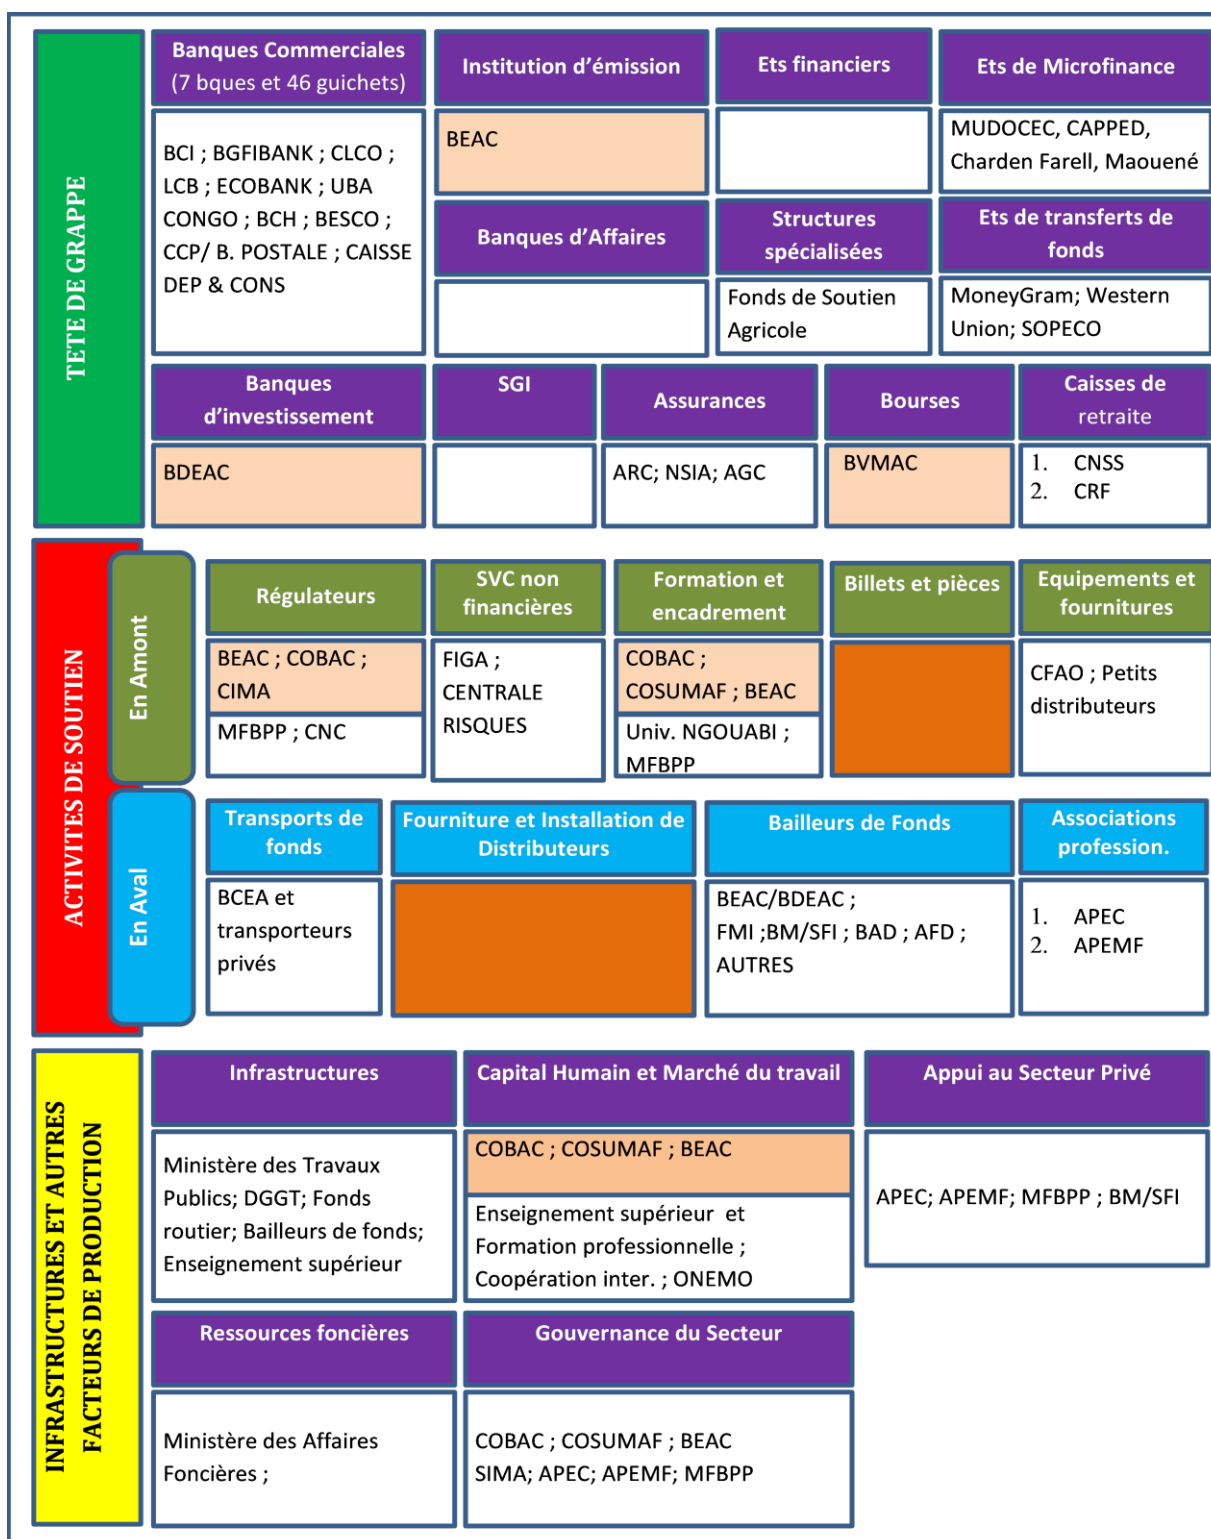 TETE DE GRAPPE
Banques Commerciales
(7 bques et 46 guichets)
BCI ; BGFIBANK ; CLCO ;
LCB ; ECOBANK ; UBA
CONGO ; BCH ; BESCO ;
CCP/ B. POSTALE ; CAISSE
DEP & CONS
Institution d’émission
BEAC
Ets financiers
Ets de Microfinance
MUDOCEC, CAPPED,
Charden Farell, Maouené
Banques d’Affaires
Structures
spécialisées
Fonds de Soutien
Agricole
Ets de transferts de
fonds
MoneyGram; Western
Union; SOPECO
Banques
d’investissement
BDEAC
SGI
Assurances
ARC; NSIA; AGC
Bourses
BVMAC
Caisses de
retraite
1. CNSS
2. CRF
ACTIVITES DE SOUTIEN
En Amont
Régulateurs
BEAC ; COBAC ;
CIMA
MFBPP ; CNC
SVC non
financières
FIGA ;
CENTRALE
RISQUES
Formation et
encadrement
COBAC ;
COSUMAF ; BEAC
Univ. NGOUABI ;
MFBPP
Billets et pièces
Equipements et
fournitures
CFAO ; Petits
distributeurs
En Aval
Transports de
fonds
BCEA et
transporteurs
privés
Fourniture et Installation de
Distributeurs
Bailleurs de Fonds
BEAC/BDEAC ;
FMI ;BM/SFI ; BAD ; AFD ;
AUTRES
Associations
profession.
1. APEC
2. APEMF
INFRASTRUCTURES ET AUTRES
FACTEURS DE PRODUCTION
Infrastructures
Ministère des Travaux
Publics; DGGT; Fonds
routier; Bailleurs de fonds;
Enseignement supérieur
Capital Humain et Marché du travail
COBAC ; COSUMAF ; BEAC
Enseignement supérieur et
Formation professionnelle ;
Coopération inter. ; ONEMO
Appui au Secteur Privé
APEC; APEMF; MFBPP ; BM/SFI
Ressources foncières
Ministère des Affaires
Foncières ;
Gouvernance du Secteur
COBAC ; COSUMAF ; BEAC
SIMA; APEC; APEMF; MFBPP